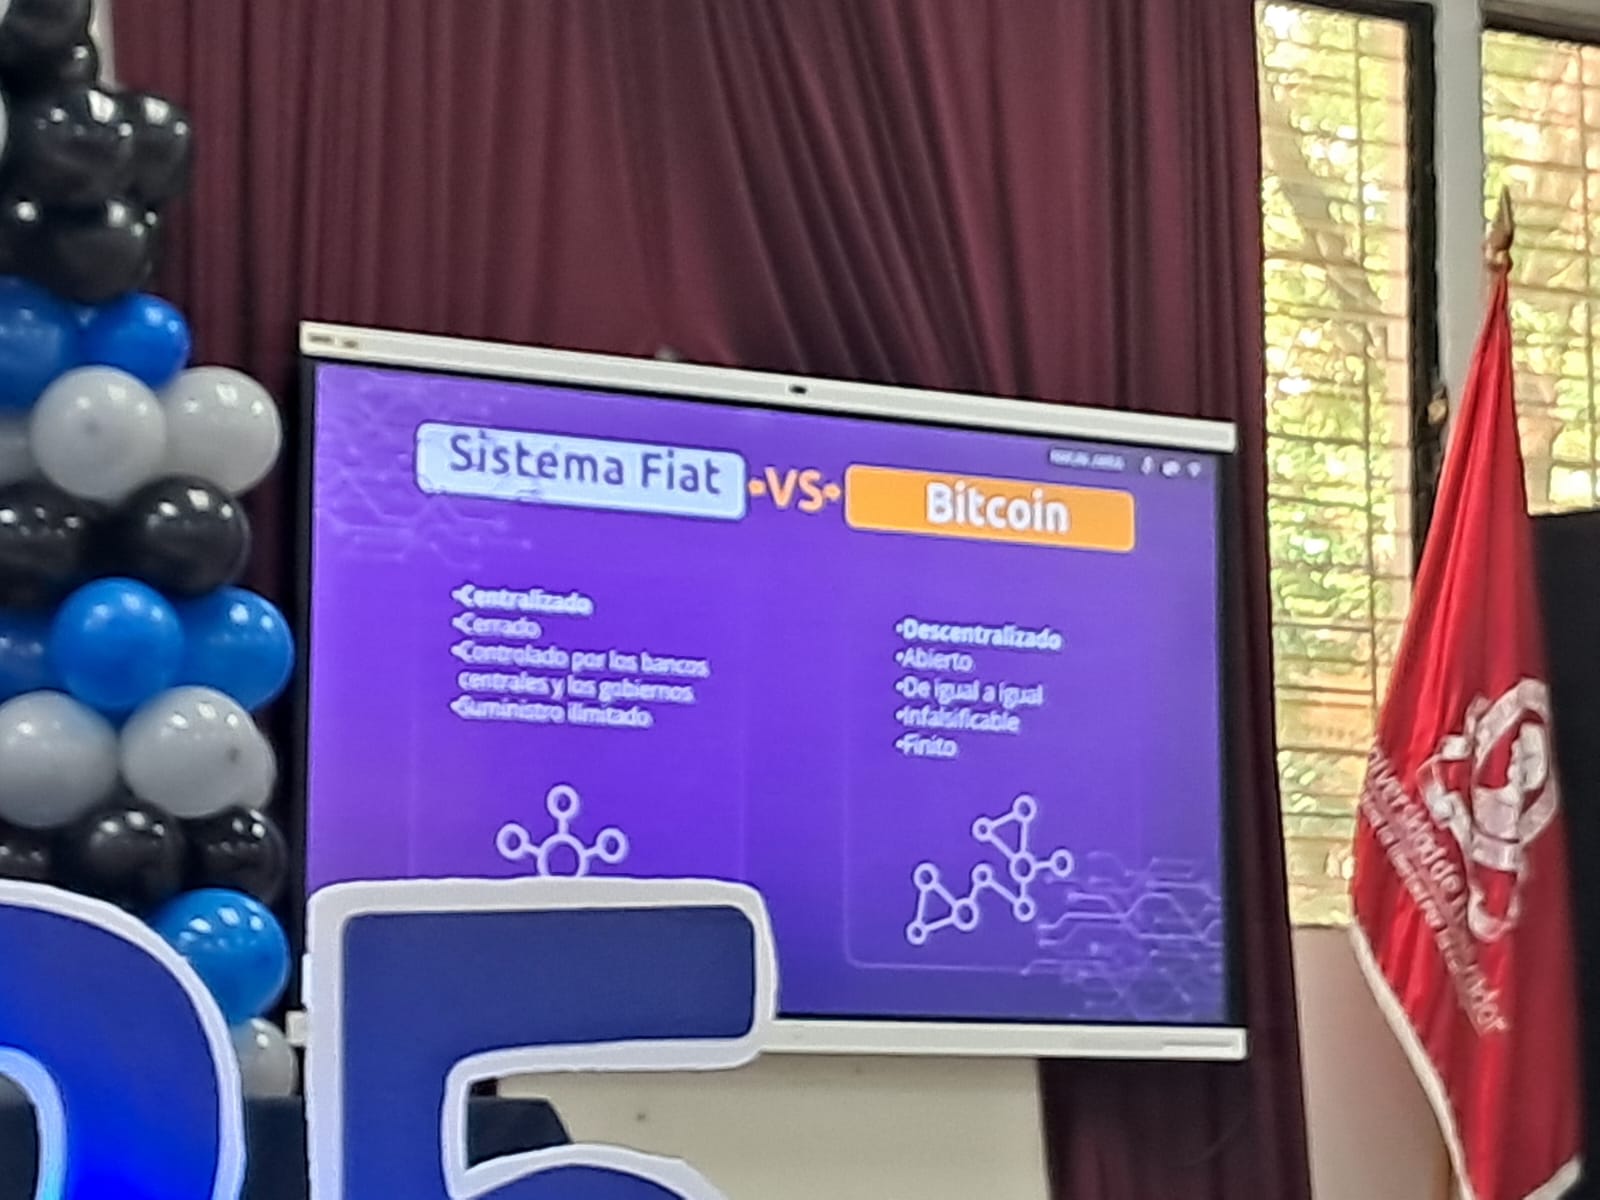 Sistema Fiat
•VS•
Bitcoin
•Centralizado
•Cerrado
•Controlado por los bancos
centrales y los gobiernos
•Suministro ilimitado
•Descentralizado
•Abierto
•De igual a igual
•Infalsificable
•Finito
25